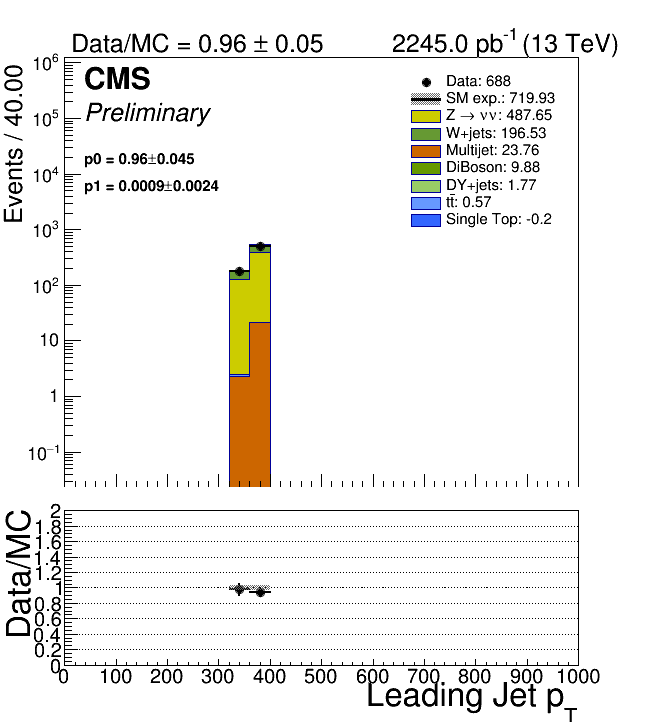 Data/MC = 0.96 ± 0.05
2245.0 pb⁻¹ (13 TeV)
Events / 40.00
10⁶
10⁵
10⁴
10³
10²
10
1
10⁻¹
CMS
Preliminary
p0 = 0.96±0.045
p1 = 0.0009±0.0024
Data: 688
SM exp.: 719.93
Z → νν: 487.65
W+jets: 196.53
Multijet: 23.76
DiBoson: 9.88
DY+jets: 1.77
tt̄: 0.57
Single Top: -0.2
Data/MC
2
1.8
1.6
1.4
1.2
1
0.8
0.6
0.4
0.2
0
0 100 200 300 400 500 600 700 800 900 1000
Leading Jet p_T